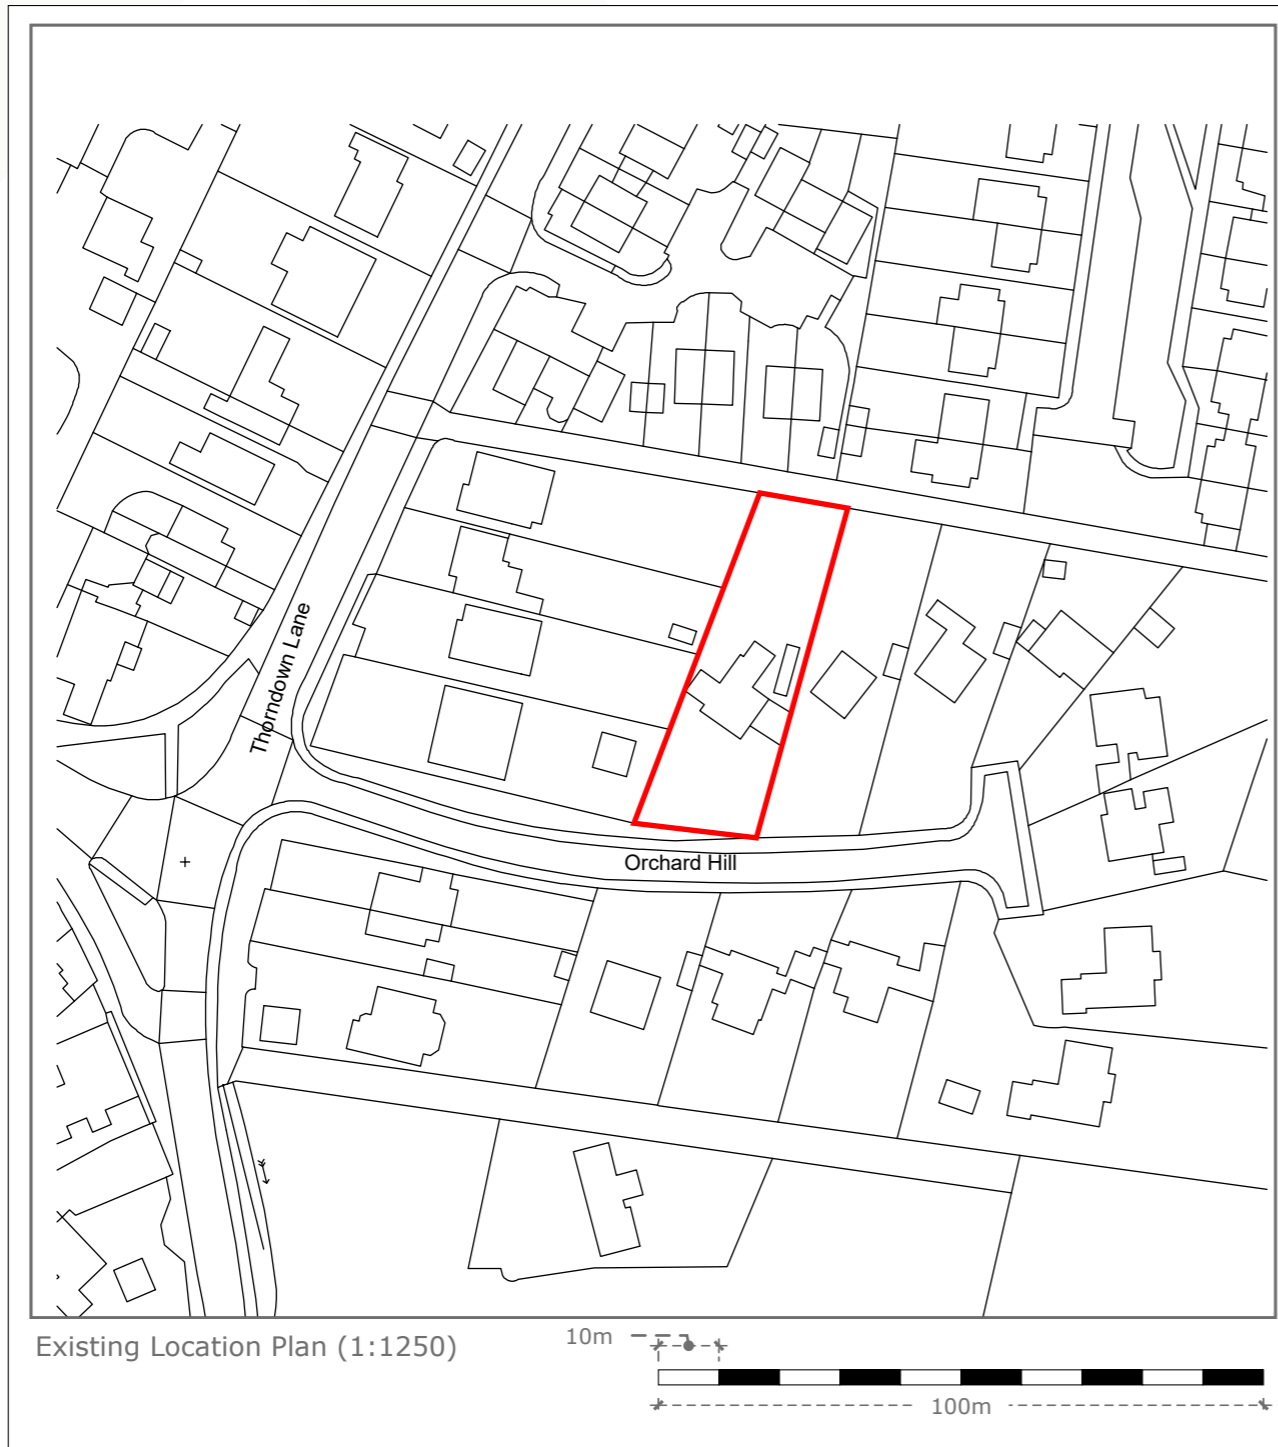 Thorndown Lane
Orchard Hill
Existing Location Plan (1:1250)
10m
100m